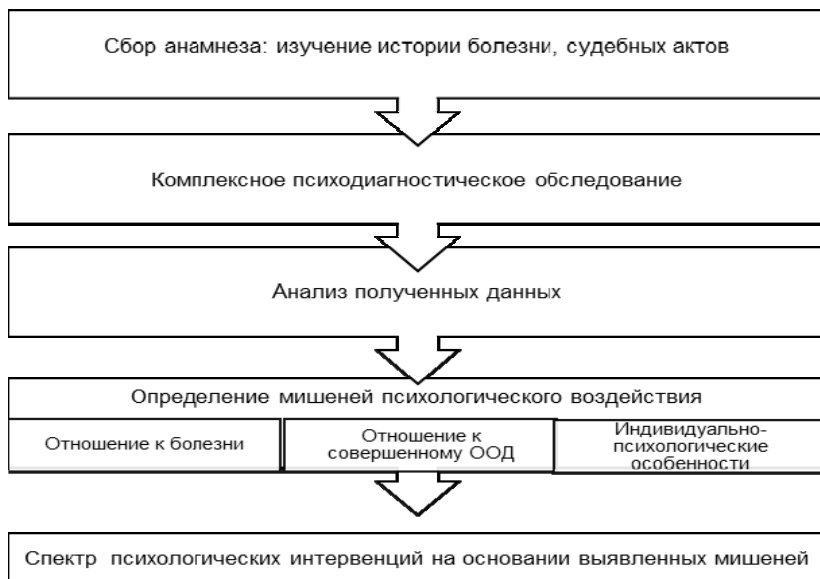 Сбор анамнеза: изучение истории болезни, судебных актов
Комплексное психодиагностическое обследование
Анализ полученных данных
Определение мишеней психологического воздействия
Отношение к болезни
Отношение к
совершенному ООД
Индивидуально-
психологические
особенности
Спектр психологических интервенций на основании выявленных мишеней